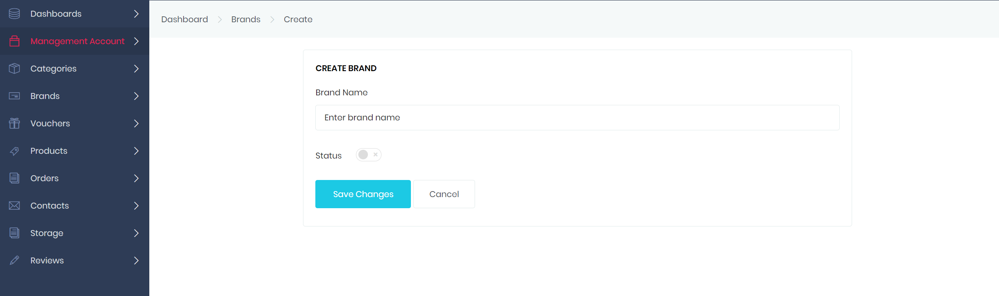 Dashboards
Management Account
Categories
Brands
Vouchers
Products
Orders
Contacts
Storage
Reviews
Dashboard Brands Create
CREATE BRAND
Brand Name
Enter brand name
Status
Save Changes Cancel